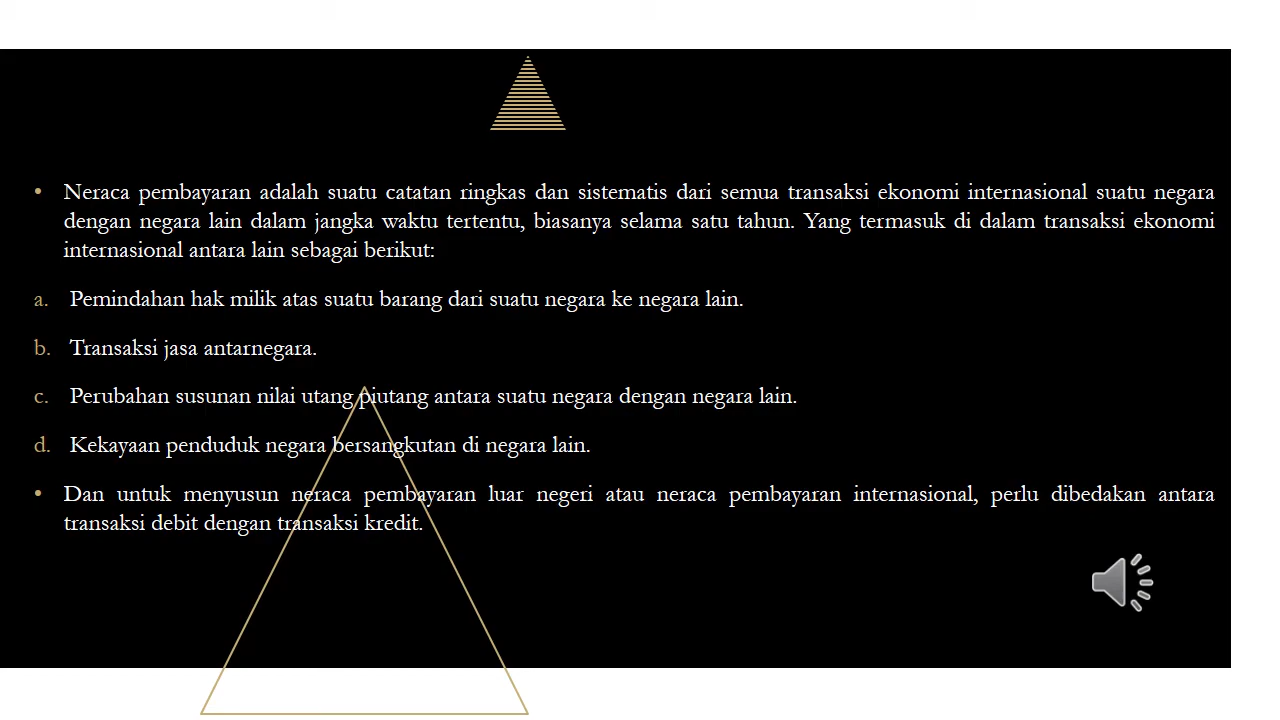 • Neraca pembayaran adalah suatu catatan ringkas dan sistematis dari semua transaksi ekonomi internasional suatu negara
dengan negara lain dalam jangka waktu tertentu, biasanya selama satu tahun. Yang termasuk di dalam transaksi ekonomi
internasional antara lain sebagai berikut:
a. Pemindahan hak milik atas suatu barang dari suatu negara ke negara lain.
b. Transaksi jasa antarnegara.
c. Perubahan susunan nilai utang piutang antara suatu negara dengan negara lain.
d. Kekayaan penduduk negara bersangkutan di negara lain.
• Dan untuk menyusun neraca pembayaran luar negeri atau neraca pembayaran internasional, perlu dibedakan antara
transaksi debit dengan transaksi kredit.